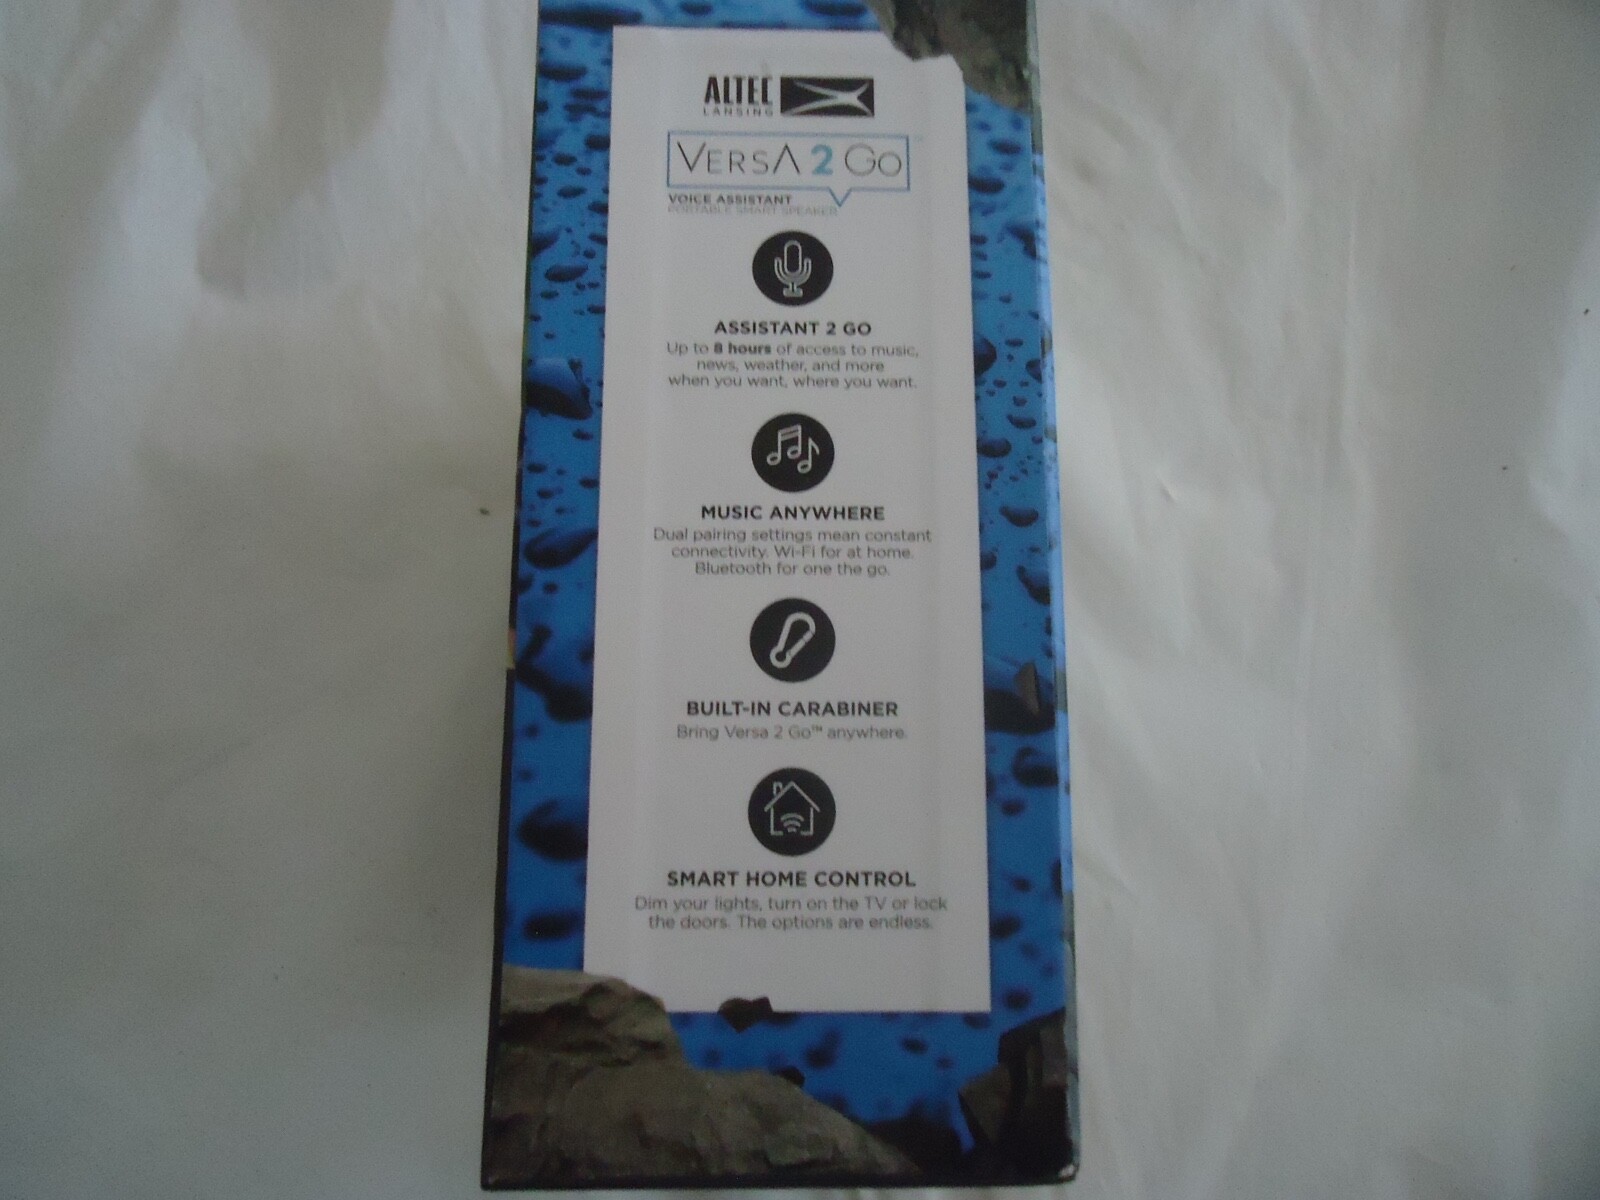 ALTEC
LANSING
VERSA 2 GO
VOICE ASSISTANT
PORTABLE SMART SPEAKER
ASSISTANT 2 GO
Up to 8 hours of access to music,
news, weather, and more
when you want, where you want.
MUSIC ANYWHERE
Dual pairing settings mean constant
connectivity. Wi-Fi for at home.
Bluetooth for one the go.
BUILT-IN CARABINER
Bring Versa 2 Go™ anywhere.
SMART HOME CONTROL
Dim your lights, turn on the TV or lock
the doors. The options are endless.